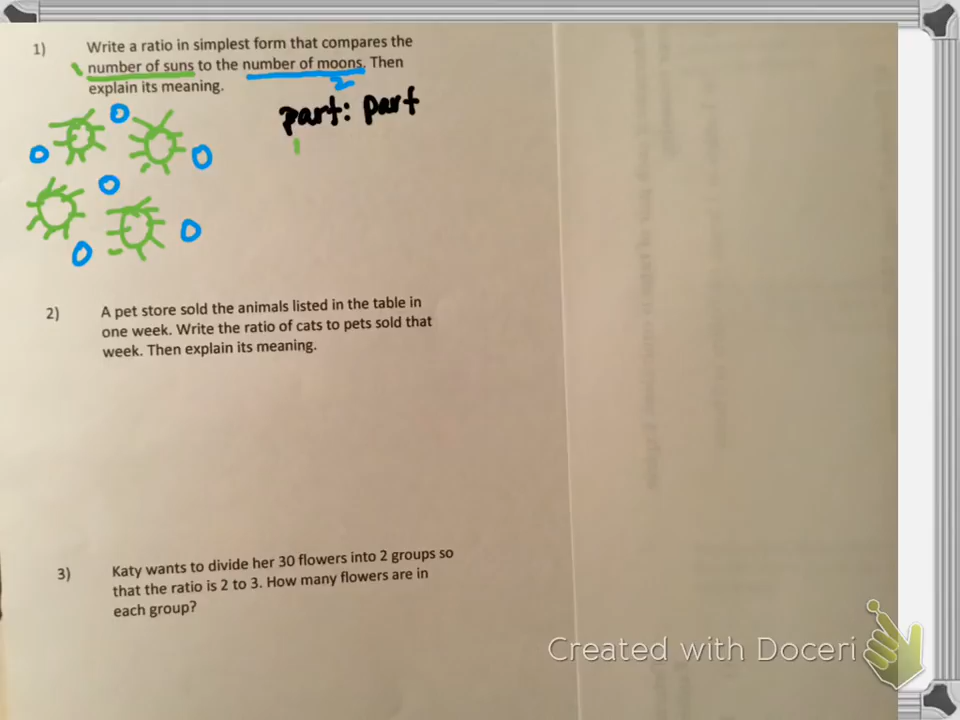 1) Write a ratio in simplest form that compares the
1 number of suns to the number of moons. Then
2
explain its meaning.
part: part
1
2) A pet store sold the animals listed in the table in
one week. Write the ratio of cats to pets sold that
week. Then explain its meaning.
3) Katy wants to divide her 30 flowers into 2 groups so
that the ratio is 2 to 3. How many flowers are in
each group?
Created with Doceri